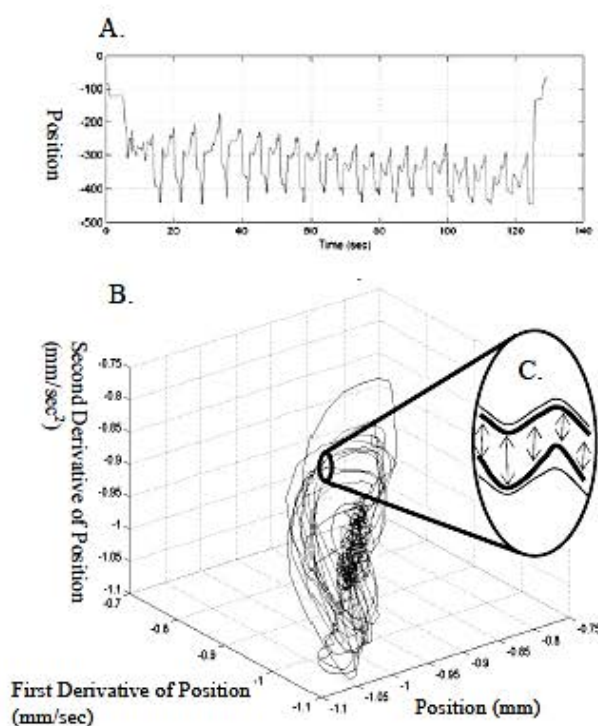 A.
0
-100
-200
-300
-400
-500
Position
0 20 40 60 80 100 120 140
Time (sec)
B.
C.
Second Derivative of Position
(mm/sec²)
-0.75
-0.8
-0.85
-0.9
-0.95
-1
-1.05
-1.1
-0.7
-0.8
-0.9
-1
-1.1
First Derivative of Position
(mm/sec)
-1.1
-1.05
-1
-0.95
-0.9
-0.85
-0.8
-0.75
Position (mm)